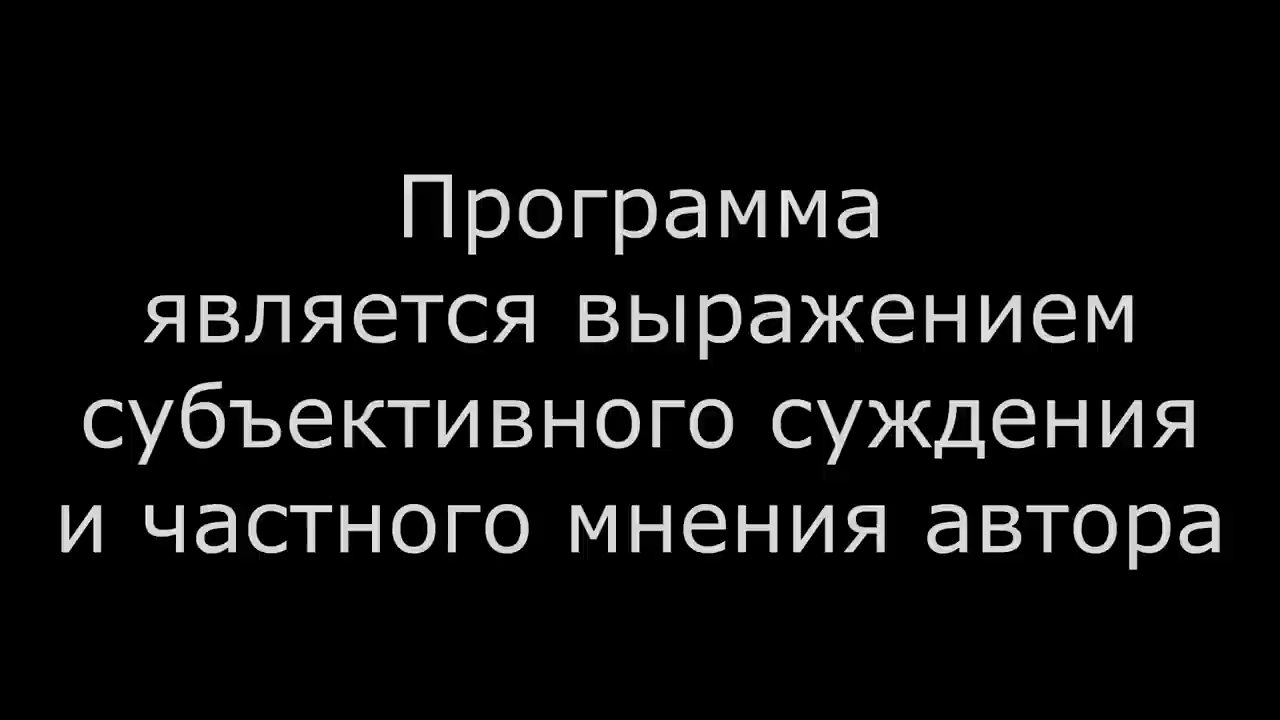 Программа
является выражением
субъективного суждения
и частного мнения автора